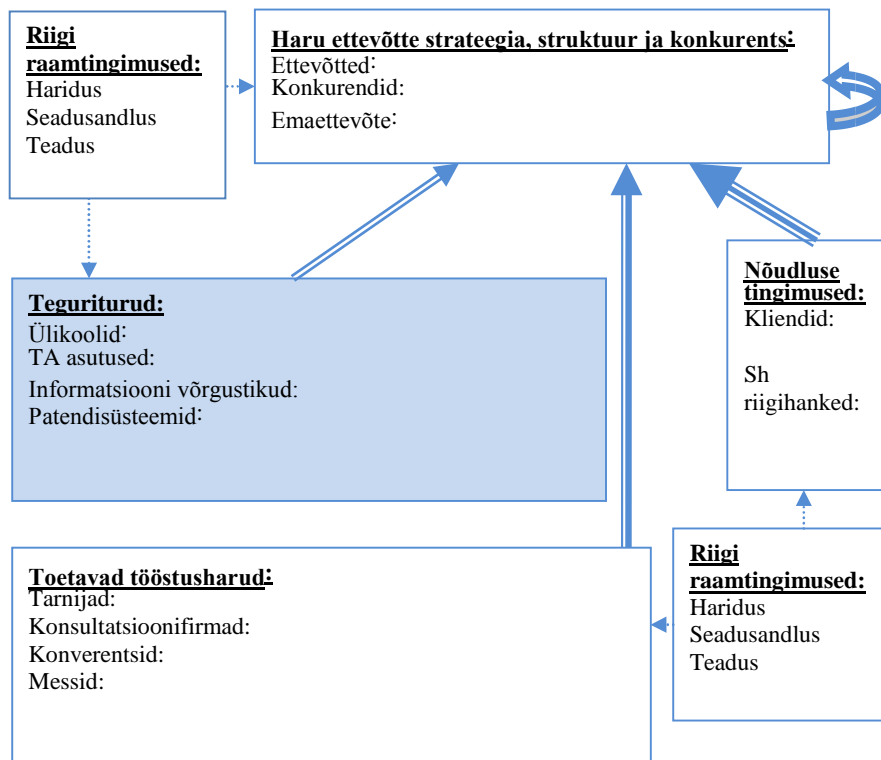 Riigi
raamtingimused:
Haridus
Seadusandlus
Teadus
Haru ettevõtte strateegia, struktuur ja konkurents:
Ettevõtted:
Konkurendid:
Emaettevõte:
Teguriturud:
Ülikoolid:
TA asutused:
Informatsiooni võrgustikud:
Patendisüsteemid:
Nõudluse
tingimused:
Kliendid:
Sh
riigihanked:
Toetavad tööstusharud:
Tarnijad:
Konsultatsioonifirmad:
Konverentsid:
Messid:
Riigi
raamtingimused:
Haridus
Seadusandlus
Teadus